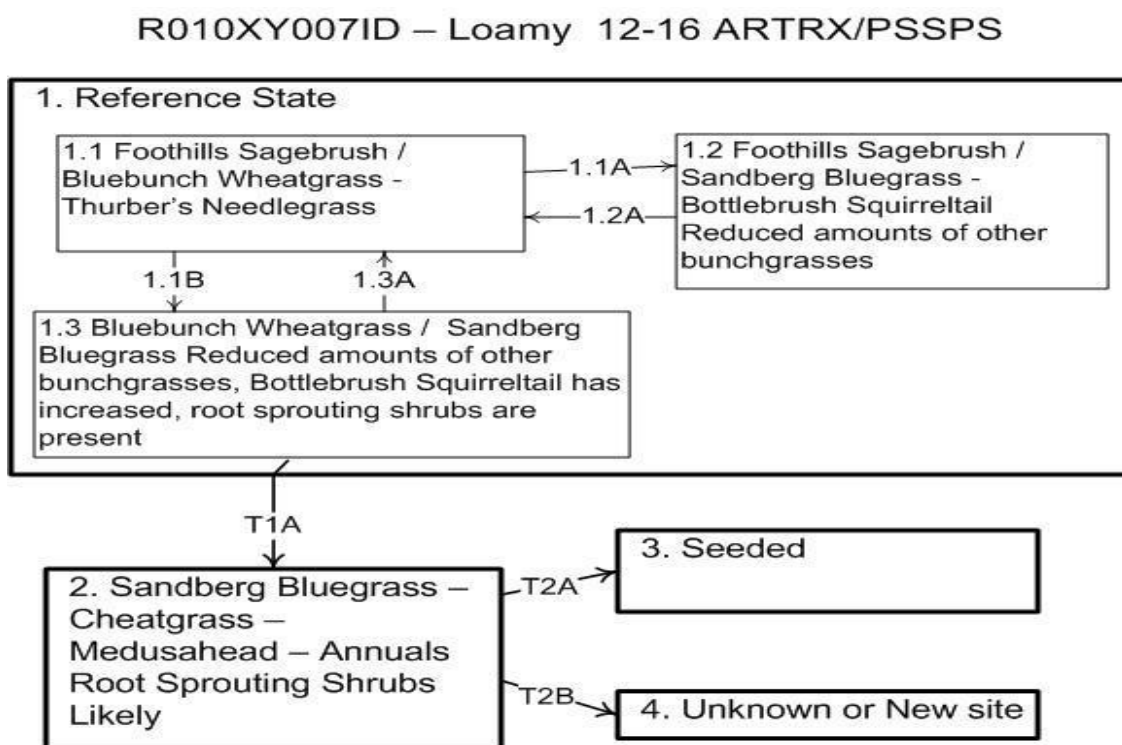 R010XY007ID – Loamy 12-16 ARTRX/PSSPS
1. Reference State
1.1 Foothills Sagebrush /
Bluebunch Wheatgrass -
Thurber's Needlegrass
1.1A
1.2A
1.2 Foothills Sagebrush /
Sandberg Bluegrass -
Bottlebrush Squirreltail
Reduced amounts of other
bunchgrasses
1.1B
1.3A
1.3 Bluebunch Wheatgrass / Sandberg
Bluegrass Reduced amounts of other
bunchgrasses, Bottlebrush Squirreltail has
increased, root sprouting shrubs are
present
T1A
2. Sandberg Bluegrass –
Cheatgrass –
Medusahead – Annuals
Root Sprouting Shrubs
Likely
T2A
3. Seeded
T2B
4. Unknown or New site